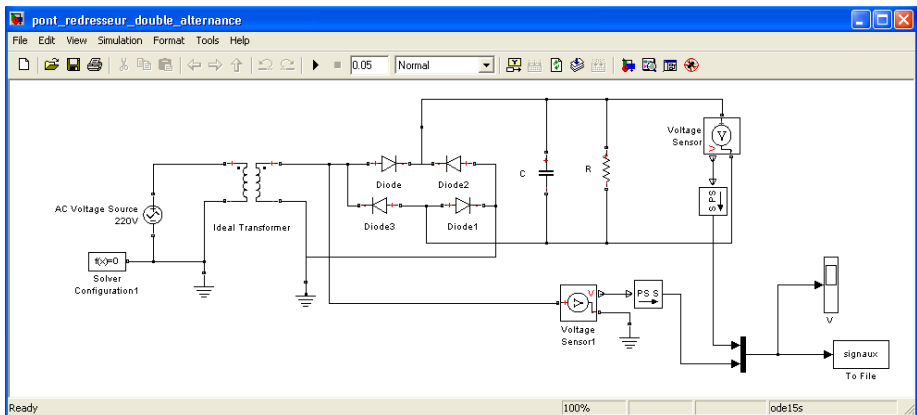 pont_redresseur_double_alternance
File Edit View Simulation Format Tools Help
0.05 Normal
Voltage
Sensor
V
V
S PS
C
R
Diode
Diode2
Diode3
Diode1
AC Voltage Source
220V
Ideal Transformer
f(x)=0
Solver
Configuration1
V
PS S
Voltage
Sensor1
V
signaux
To File
Ready 100% ode15s